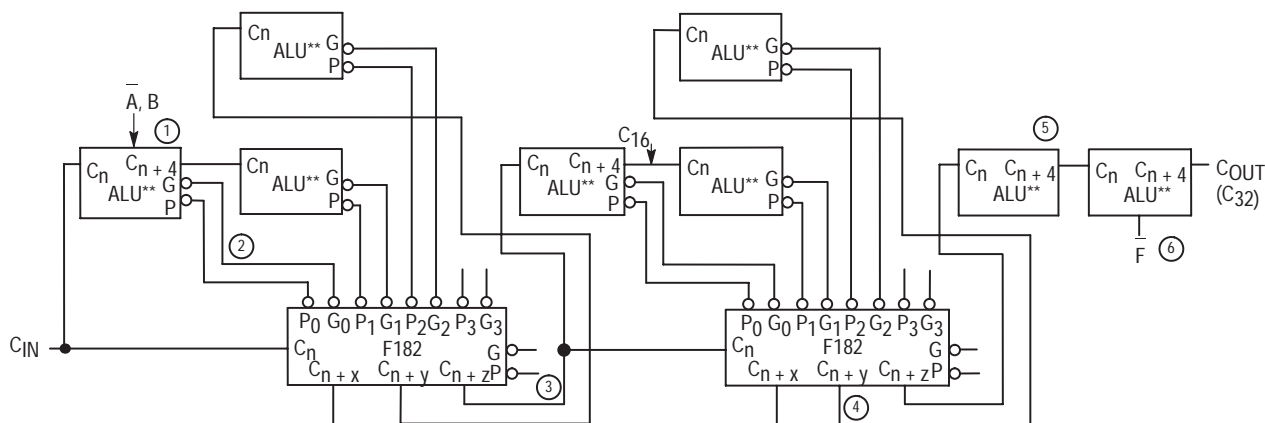 Cn
ALU**
G
P
Cn
ALU**
G
P
A̅, B
1
Cn
Cn + 4
ALU**
G
P
Cn
ALU**
G
P
C16
Cn
Cn + 4
ALU**
G
P
Cn
ALU**
G
P
5
Cn
Cn + 4
ALU**
Cn
Cn + 4
ALU**
COUT
(C32)
2
F̅
6
P0 G0 P1 G1 P2 G2 P3 G3
Cn
F182
G
P
Cn + x
Cn + y
Cn + z
CIN
3
P0 G0 P1 G1 P2 G2 P3 G3
Cn
F182
G
P
Cn + x
Cn + y
Cn + z
4